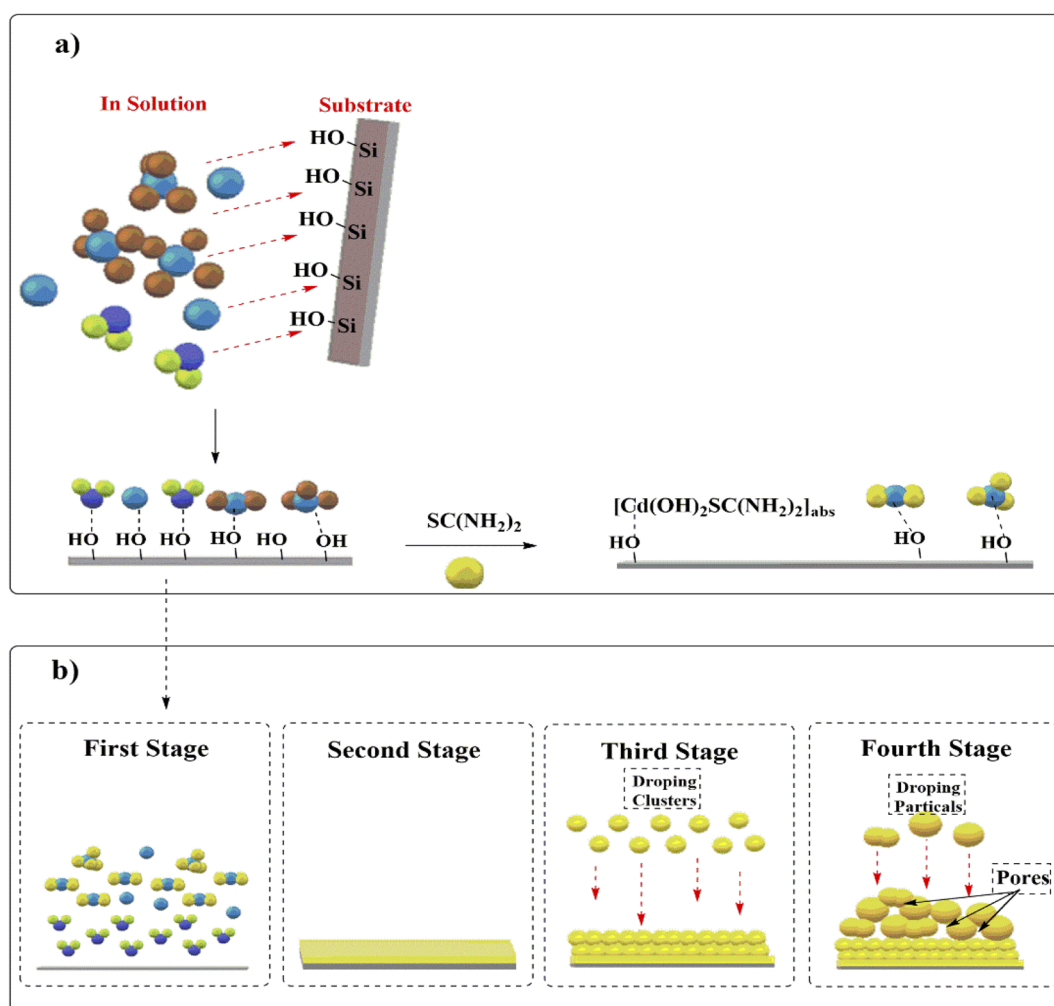 a)
In Solution
Substrate
HO Si
HO Si
HO Si
HO Si
HO Si
SC(NH₂)₂
[Cd(OH)₂SC(NH₂)₂]abs
HO HO HO HO HO OH
HO HO HO
b)
First Stage
Second Stage
Third Stage
Droping
Clusters
Fourth Stage
Droping
Particals
Pores